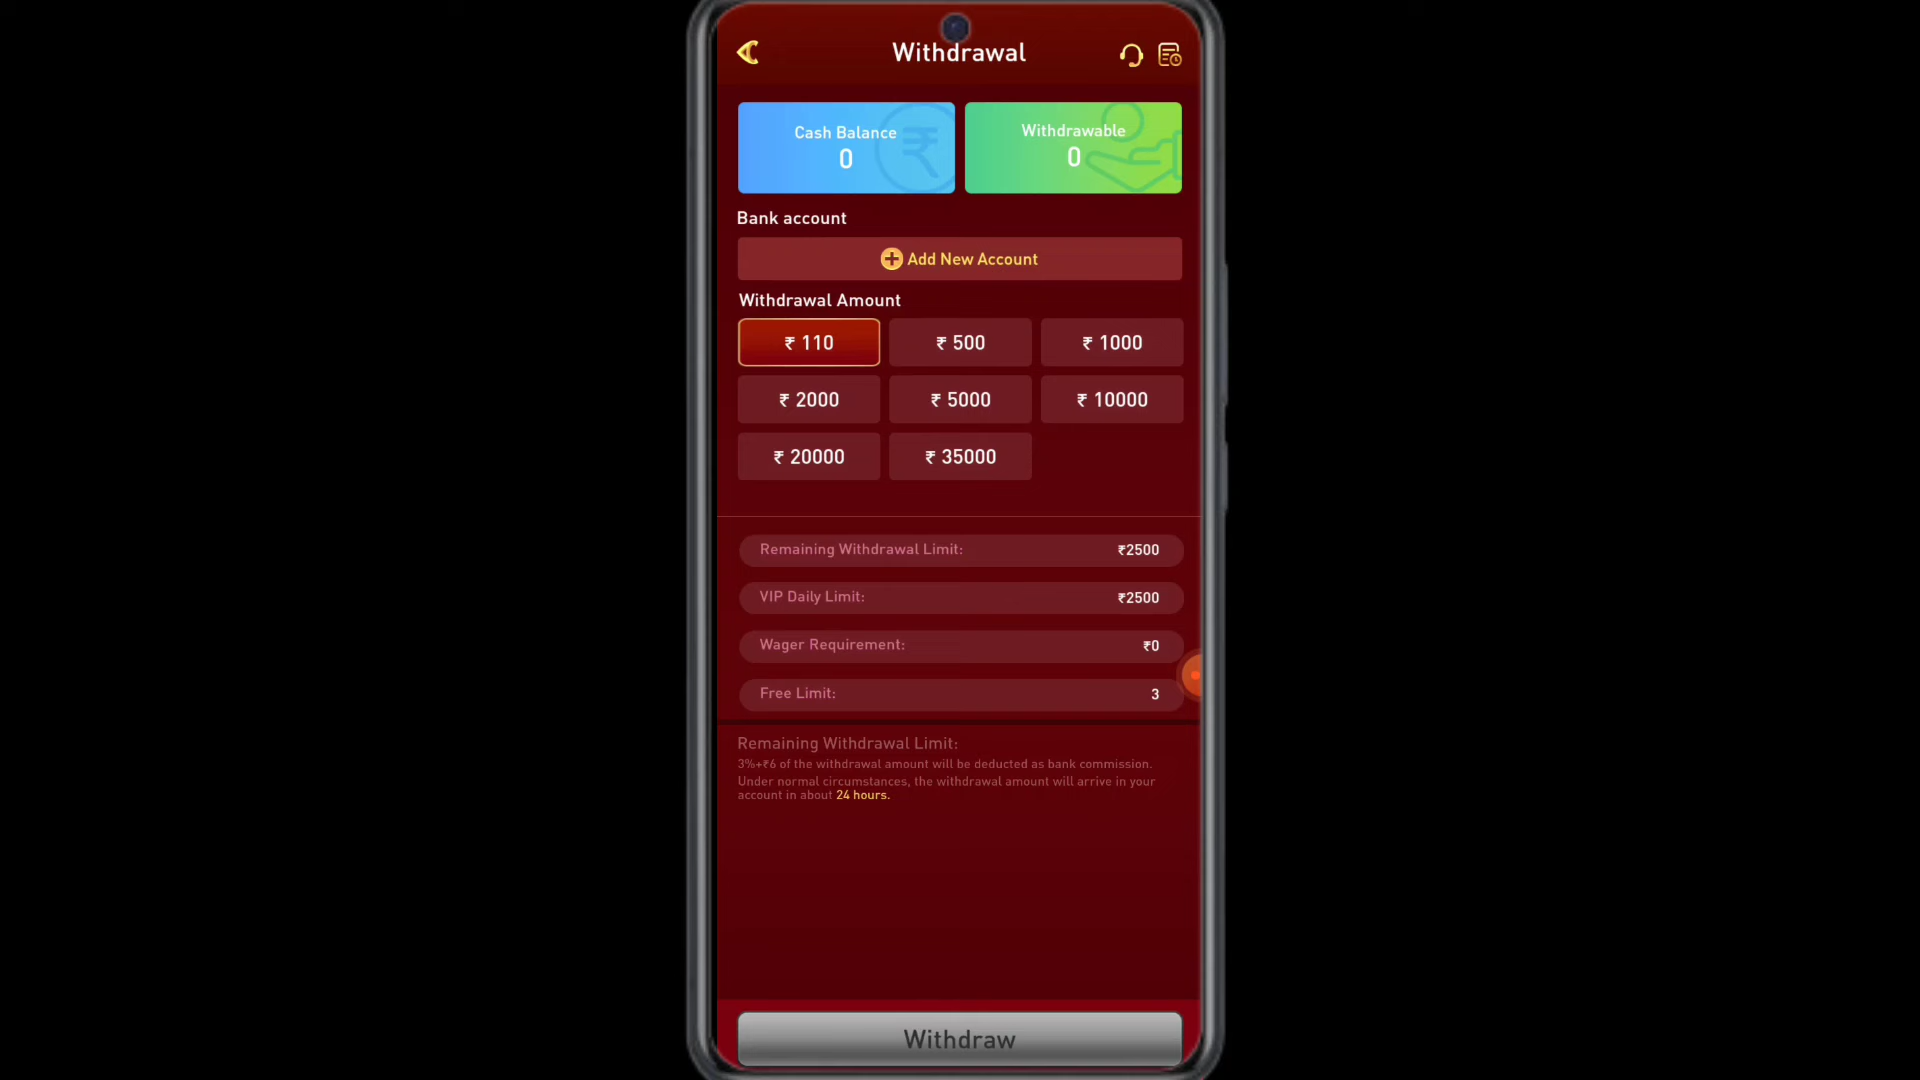 Withdrawal
Cash Balance
0
Withdrawable
0
Bank account
Add New Account
Withdrawal Amount
₹ 110
₹ 500
₹ 1000
₹ 2000
₹ 5000
₹ 10000
₹ 20000
₹ 35000
Remaining Withdrawal Limit: ₹2500
VIP Daily Limit: ₹2500
Wager Requirement: ₹0
Free Limit: 3
Remaining Withdrawal Limit:
3%+₹6 of the withdrawal amount will be deducted as bank commission.
Under normal circumstances, the withdrawal amount will arrive in your
account in about 24 hours.
Withdraw